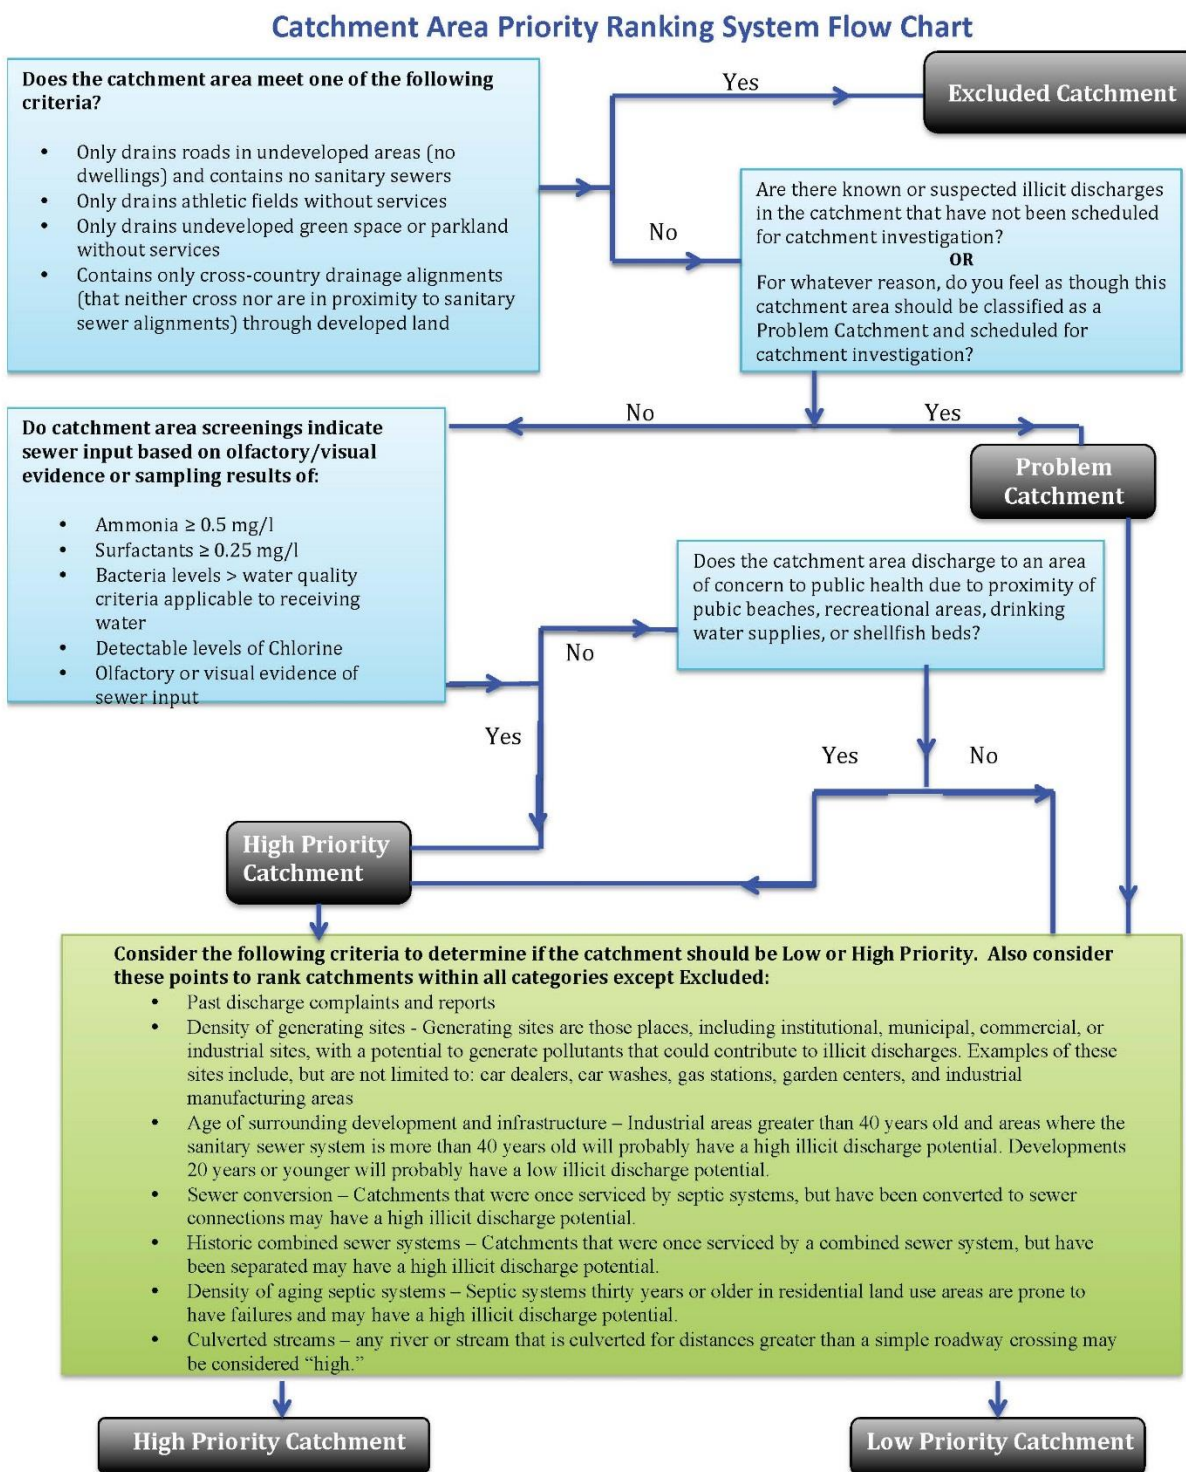 Catchment Area Priority Ranking System Flow Chart
Does the catchment area meet one of the following
criteria?
• Only drains roads in undeveloped areas (no
dwellings) and contains no sanitary sewers
• Only drains athletic fields without services
• Only drains undeveloped green space or parkland
without services
• Contains only cross-country drainage alignments
(that neither cross nor are in proximity to sanitary
sewer alignments) through developed land
Yes
Excluded Catchment
No
Are there known or suspected illicit discharges
in the catchment that have not been scheduled
for catchment investigation?
OR
For whatever reason, do you feel as though this
catchment area should be classified as a
Problem Catchment and scheduled for
catchment investigation?
No
Yes
Problem
Catchment
Do catchment area screenings indicate
sewer input based on olfactory/visual
evidence or sampling results of:
• Ammonia ≥ 0.5 mg/l
• Surfactants ≥ 0.25 mg/l
• Bacteria levels > water quality
criteria applicable to receiving
water
• Detectable levels of Chlorine
• Olfactory or visual evidence of
sewer input
No
Yes
Does the catchment area discharge to an area
of concern to public health due to proximity of
pubic beaches, recreational areas, drinking
water supplies, or shellfish beds?
Yes
No
High Priority
Catchment
Consider the following criteria to determine if the catchment should be Low or High Priority.  Also consider
these points to rank catchments within all categories except Excluded:
• Past discharge complaints and reports
• Density of generating sites - Generating sites are those places, including institutional, municipal, commercial, or
industrial sites, with a potential to generate pollutants that could contribute to illicit discharges. Examples of these
sites include, but are not limited to: car dealers, car washes, gas stations, garden centers, and industrial
manufacturing areas
• Age of surrounding development and infrastructure – Industrial areas greater than 40 years old and areas where the
sanitary sewer system is more than 40 years old will probably have a high illicit discharge potential. Developments
20 years or younger will probably have a low illicit discharge potential.
• Sewer conversion – Catchments that were once serviced by septic systems, but have been converted to sewer
connections may have a high illicit discharge potential.
• Historic combined sewer systems – Catchments that were once serviced by a combined sewer system, but have
been separated may have a high illicit discharge potential.
• Density of aging septic systems – Septic systems thirty years or older in residential land use areas are prone to
have failures and may have a high illicit discharge potential.
• Culverted streams – any river or stream that is culverted for distances greater than a simple roadway crossing may
be considered “high.”
High Priority Catchment
Low Priority Catchment